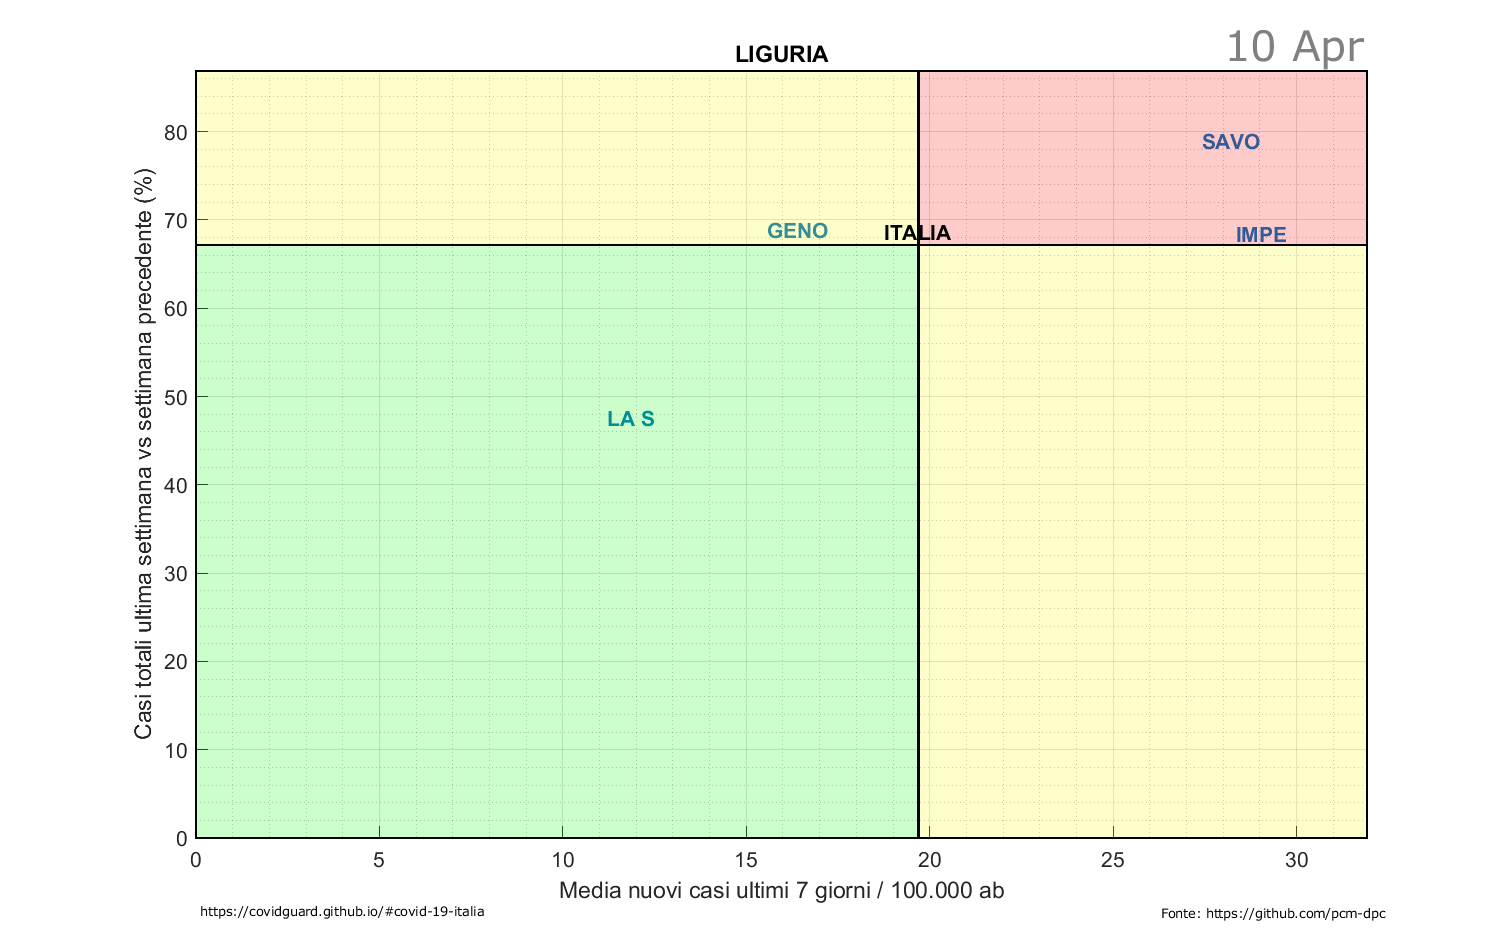 LIGURIA
10 Apr
Casi totali ultima settimana vs settimana precedente (%)
80
70
60
50
40
30
20
10
0
SAVO
GENO
ITALIA
IMPE
LA S
0 5 10 15 20 25 30
Media nuovi casi ultimi 7 giorni / 100.000 ab
https://covidguard.github.io/#covid-19-italia
Fonte: https://github.com/pcm-dpc